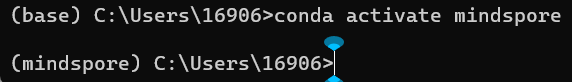 (base) C:\Users\16906>conda activate mindspore
(mindspore) C:\Users\16906>